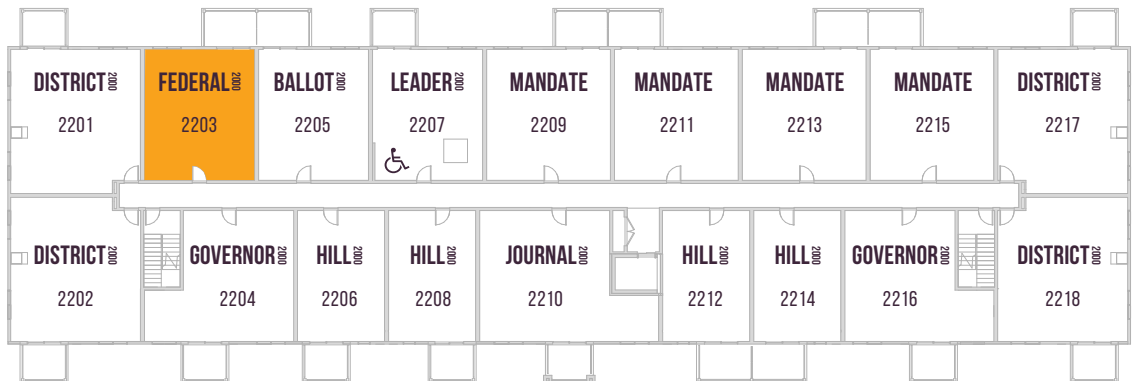 DISTRICT 2000
2201
FEDERAL 2000
2203
BALLOT 2000
2205
LEADER 2000
2207
MANDATE
2209
MANDATE
2211
MANDATE
2213
MANDATE
2215
DISTRICT 2000
2217
DISTRICT 2000
2202
GOVERNOR 2000
2204
HILL 2000
2206
HILL 2000
2208
JOURNAL 2000
2210
HILL 2000
2212
HILL 2000
2214
GOVERNOR 2000
2216
DISTRICT 2000
2218